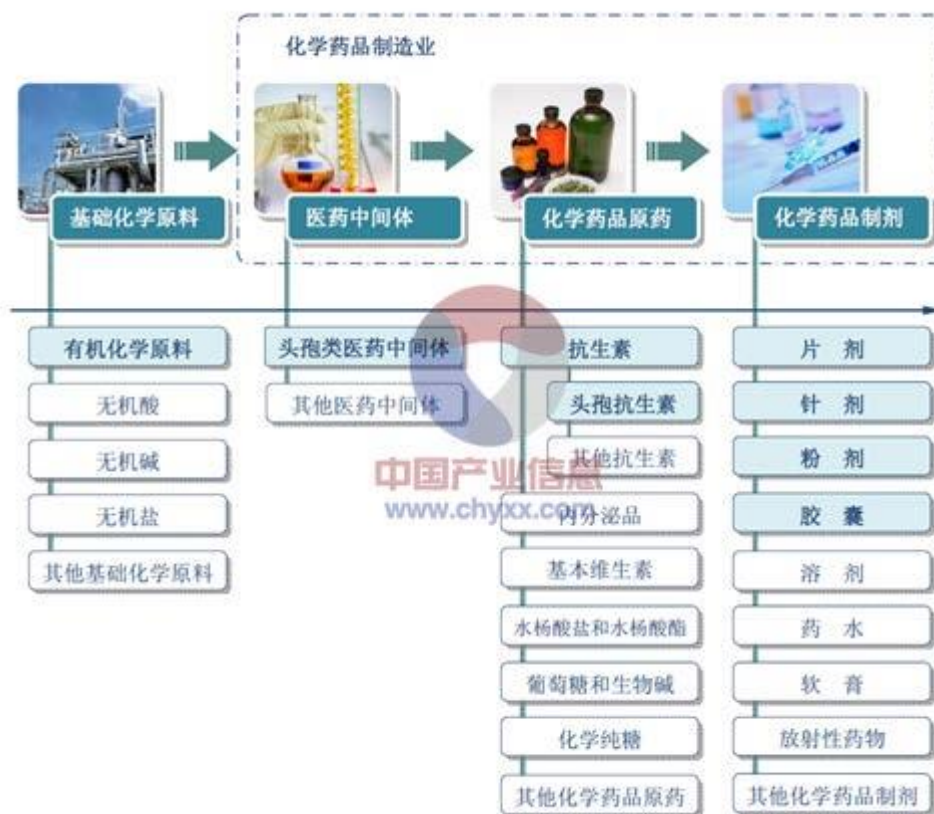 化学药品制造业
基础化学原料
医药中间体
化学药品原药
化学药品制剂
有机化学原料
无机酸
无机碱
无机盐
其他基础化学原料
头孢类医药中间体
其他医药中间体
抗生素
头孢抗生素
其他抗生素
内分泌品
基本维生素
水杨酸盐和水杨酸酯
葡萄糖和生物碱
化学纯糖
其他化学药品原药
片 剂
针 剂
粉 剂
胶 囊
溶 剂
药 水
软 膏
放射性药物
其他化学药品制剂
中国产业信息
www.chyxx.com